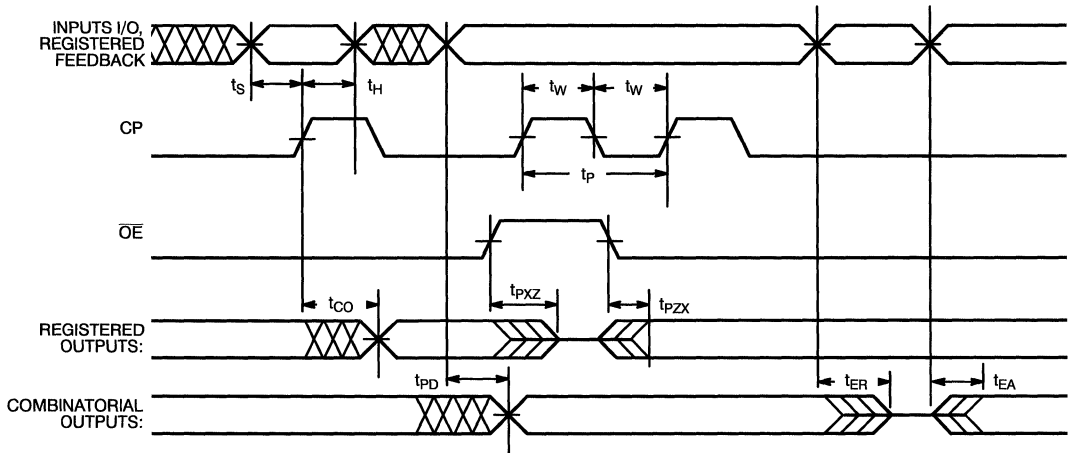 INPUTS I/O,
REGISTERED
FEEDBACK
tS
tH
tW
tW
CP
tP
OE
tPXZ
tCO
tPZX
REGISTERED
OUTPUTS:
tPD
tER
tEA
COMBINATORIAL
OUTPUTS: